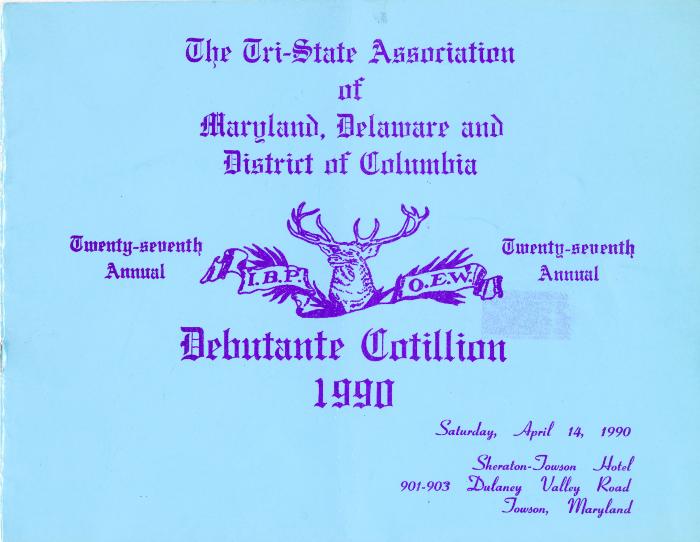 The Tri-State Association
of
Maryland, Delaware and
District of Columbia
Twenty-seventh
Annual
I.B.P.
O.E.W.
Twenty-seventh
Annual
Debutante Cotillion
1990
Saturday, April 14, 1990
Sheraton-Towson Hotel
901-903 Dulaney Valley Road
Towson, Maryland